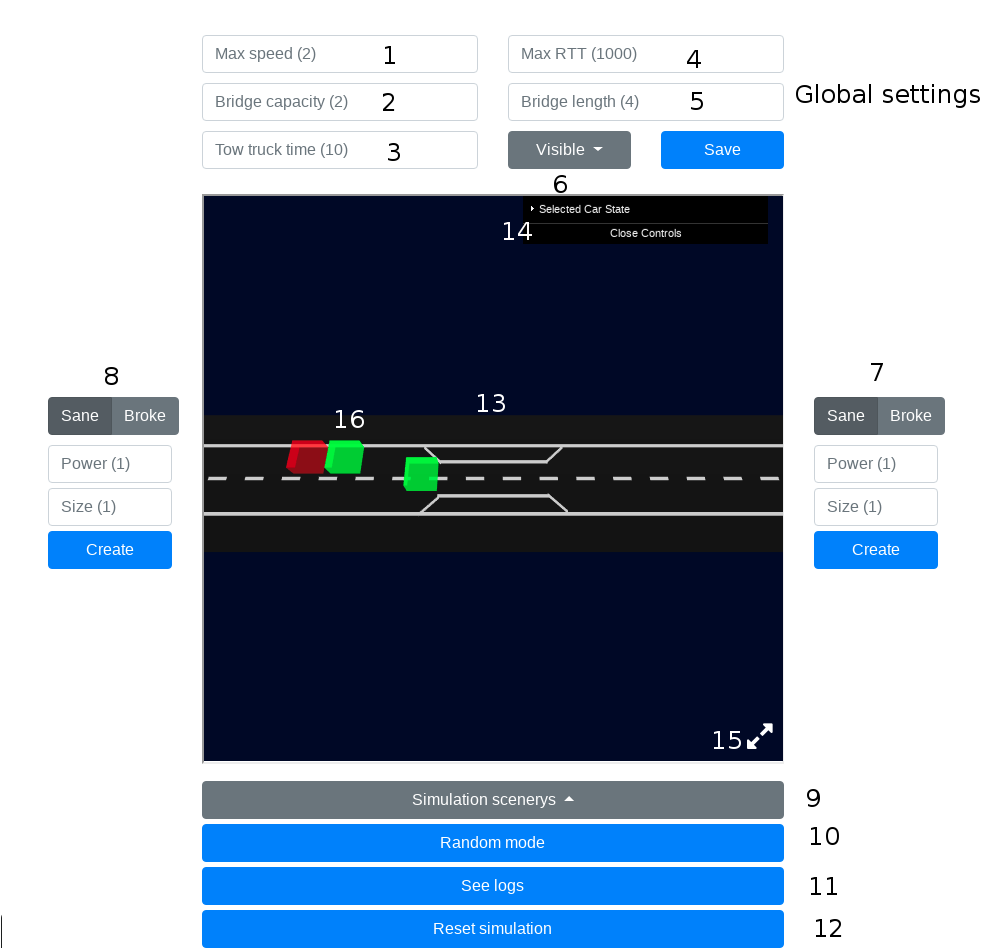 Max speed (2) 1
Max RTT (1000) 4
Bridge capacity (2) 2
Bridge length (4) 5
Global settings
Tow truck time (10) 3
Visible
Save
6
Selected Car State
14
Close Controls
8
7
Sane Broke
Sane Broke
13
16
Power (1)
Power (1)
Size (1)
Size (1)
Create
Create
15
Simulation scenerys 9
Random mode 10
See logs 11
Reset simulation 12